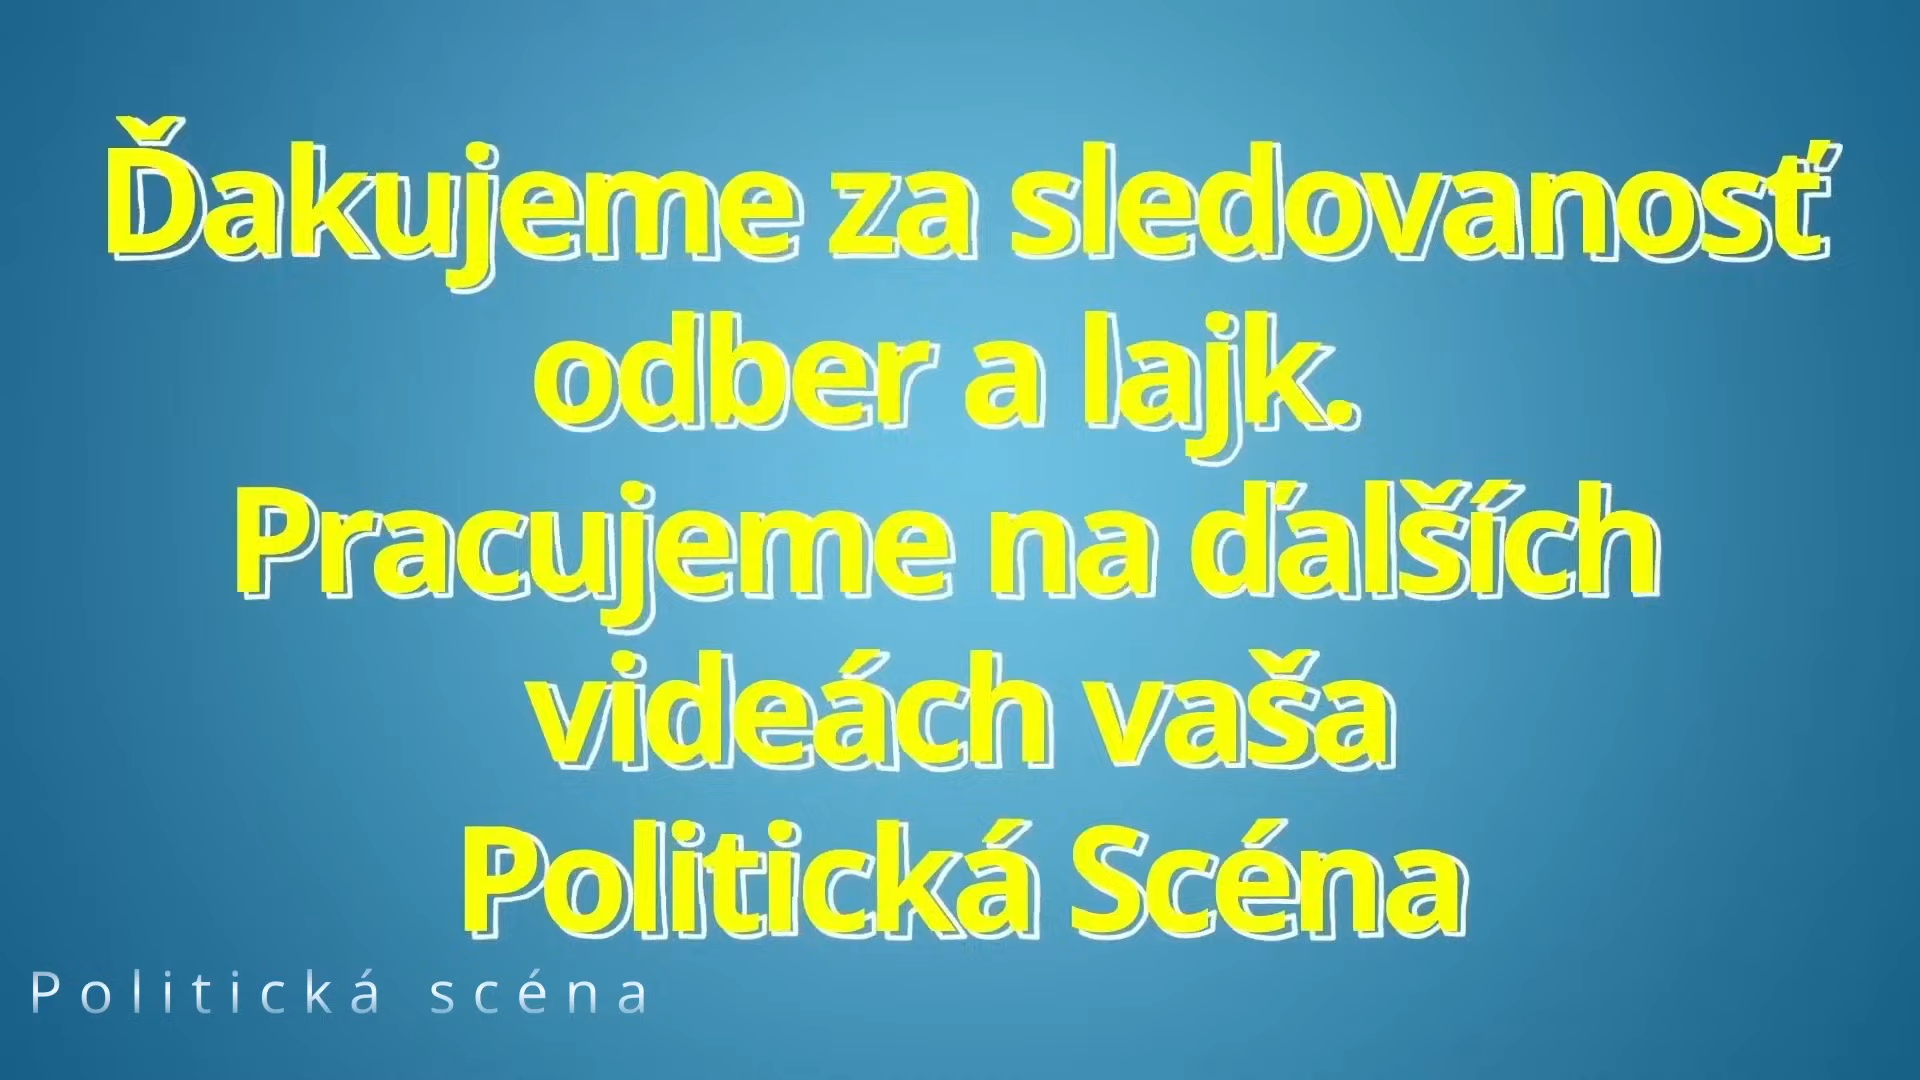 Ďakujeme za sledovanosť
odber a lajk.
Pracujeme na ďalších
videách vaša
Politická Scéna
Politická scéna